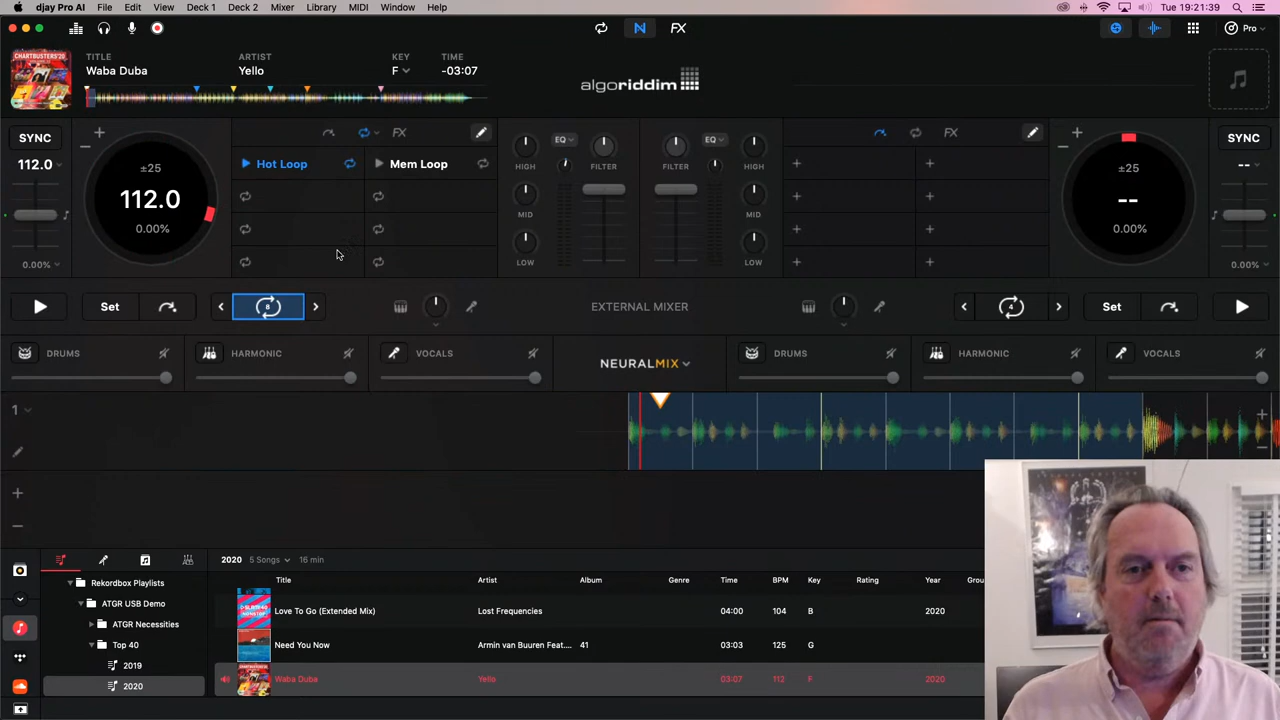 djay Pro AI File Edit View Deck 1 Deck 2 Mixer Library MIDI Window Help Tue 19:21:39
FX Pro
TITLE ARTIST KEY TIME
Waba Duba Yello F -03:07
CHARTBUSTERS'20
algoriddim
SYNC FX EQ EQ FX SYNC
112.0 ±25 Hot Loop Mem Loop HIGH FILTER FILTER HIGH ±25 --
112.0 MID MID --
0.00% 0.00%
0.00% LOW LOW 0.00%
Set 8 EXTERNAL MIXER 4 Set
DRUMS HARMONIC VOCALS NEURALMIX DRUMS HARMONIC VOCALS
1
2020 5 Songs 16 min
Rekordbox Playlists Title Artist Album Genre Time BPM Key Rating Year Grou
ATGR USB Demo Love To Go (Extended Mix) Lost Frequencies 04:00 104 B 2020
ATGR Necessities
Top 40 Need You Now Armin van Buuren Feat.... 41 03:03 125 G
2019
2020 Waba Duba Yello 03:07 112 F 2020